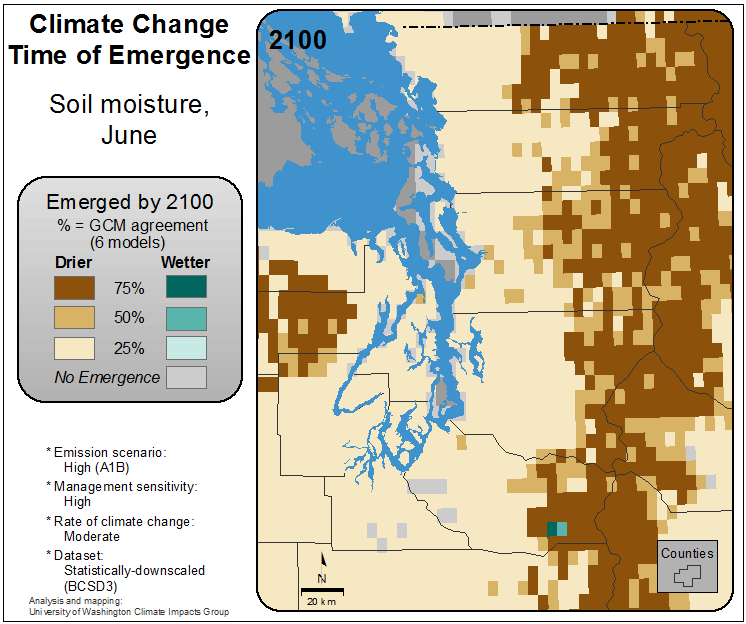 Climate Change
Time of Emergence
Soil moisture,
June
Emerged by 2100
% = GCM agreement
(6 models)
Drier Wetter
75%
50%
25%
No Emergence
* Emission scenario:
High (A1B)
* Management sensitivity:
High
* Rate of climate change:
Moderate
* Dataset:
Statistically-downscaled
(BCSD3)
Analysis and mapping:
University of Washington Climate Impacts Group
2100
N
20 km
Counties